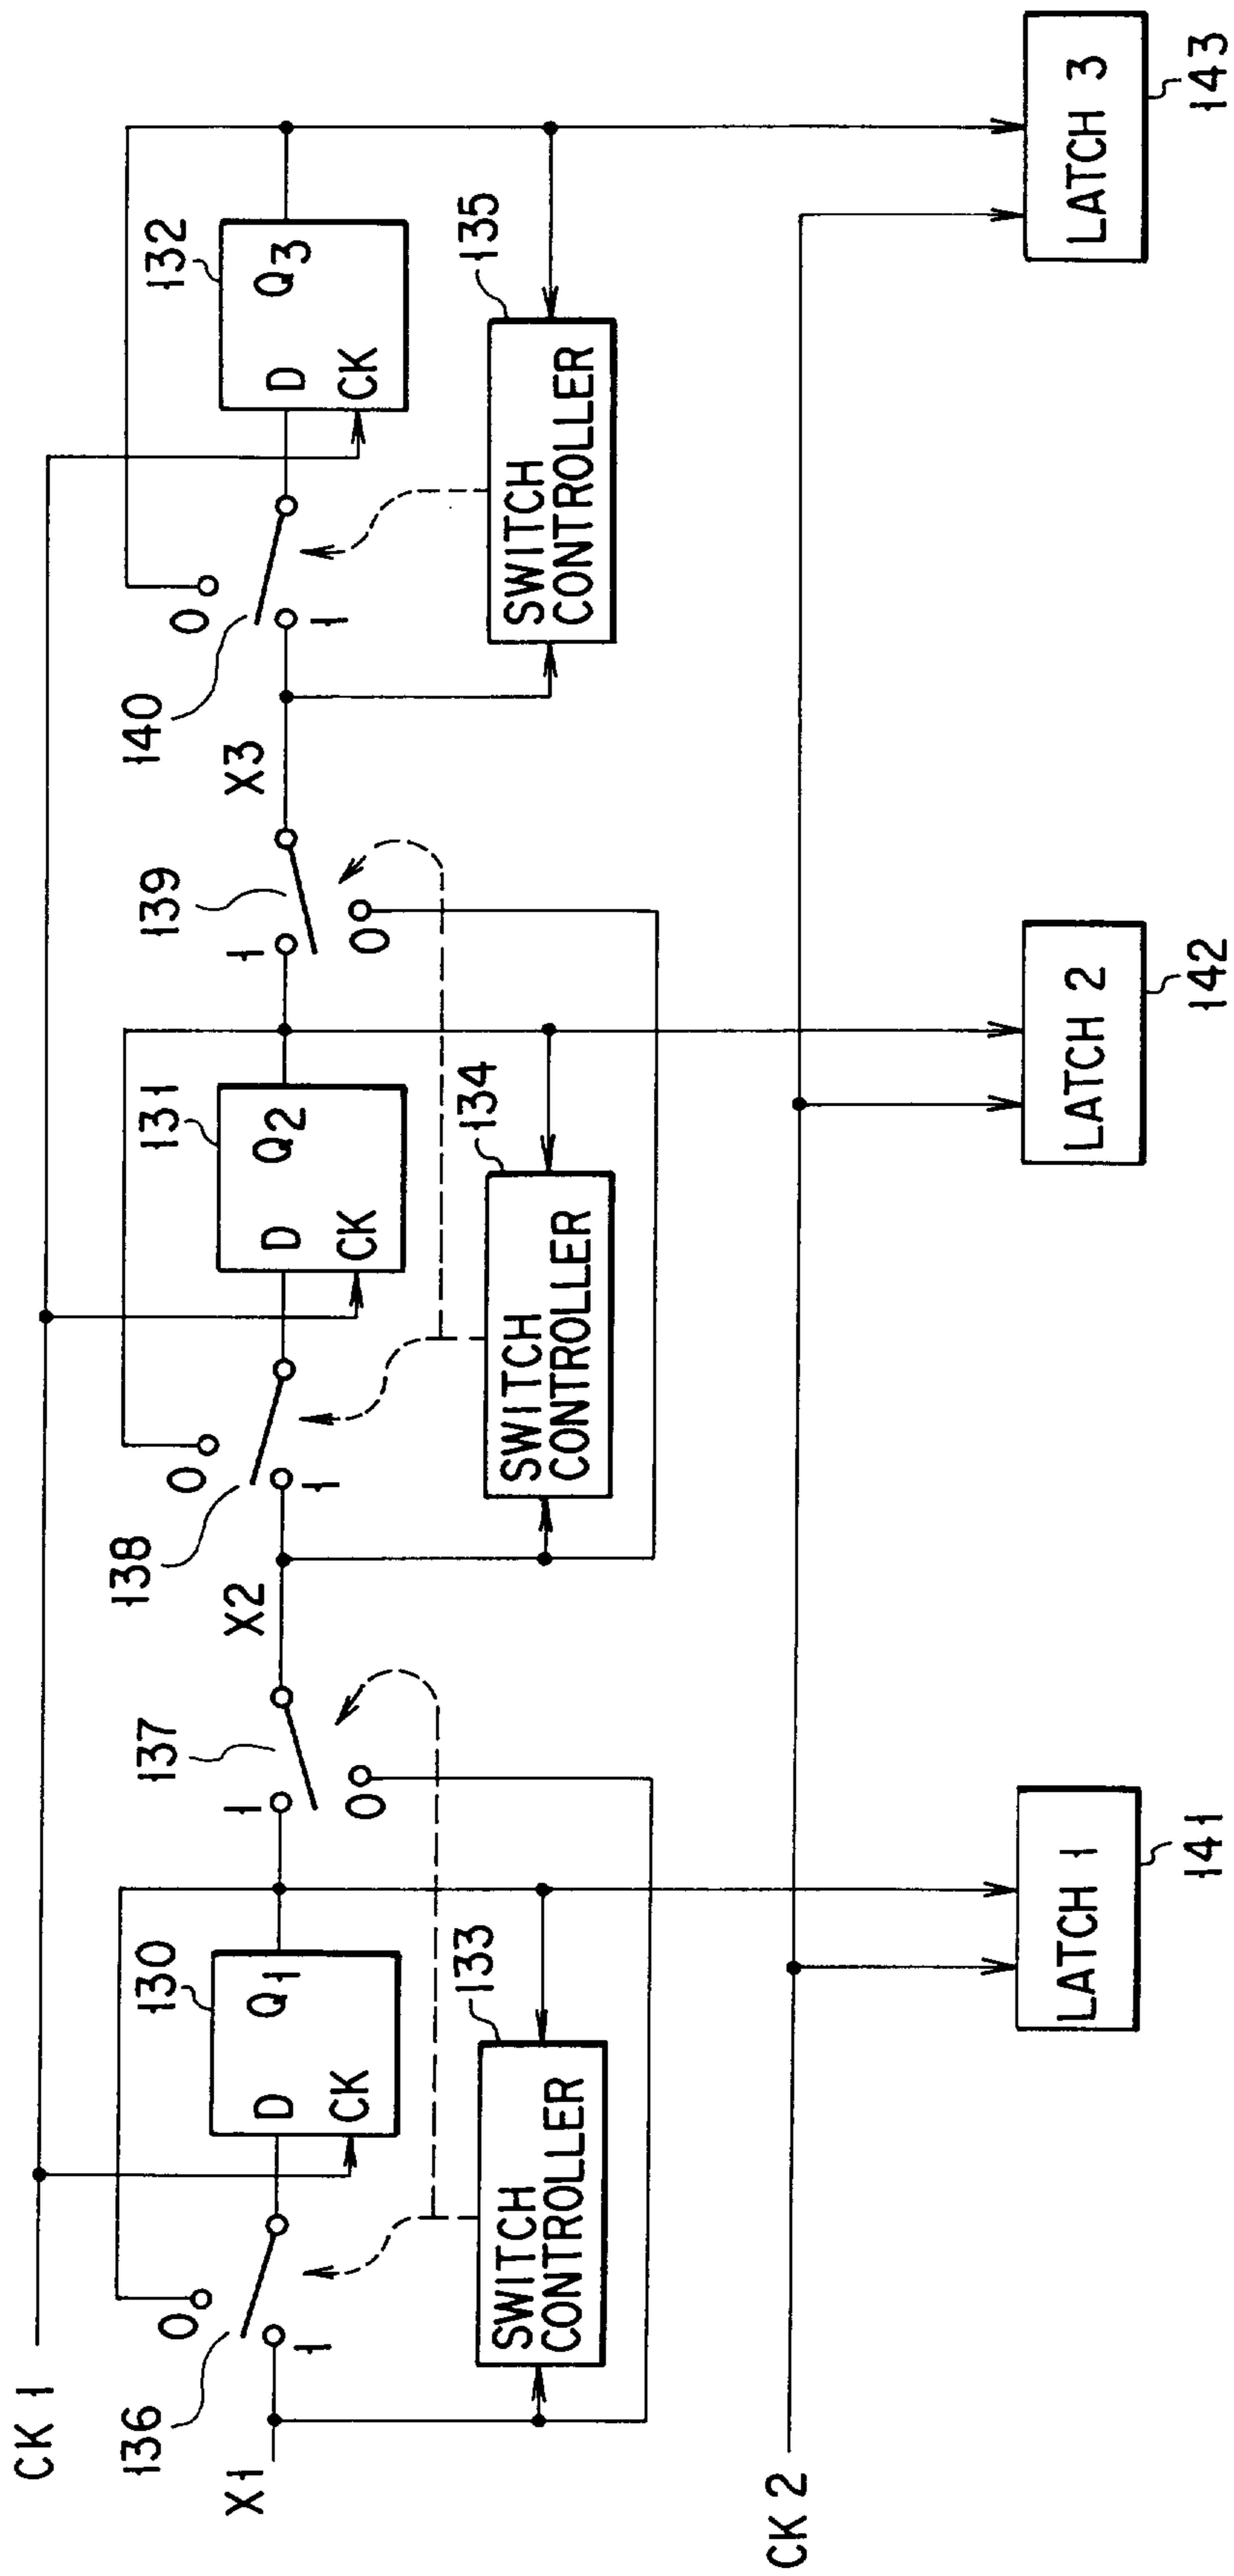 CK 1
136
0
1
X1
130
D
Q1
CK
133
SWITCH
CONTROLLER
137
1
0
X2
138
0
1
131
D
Q2
CK
134
SWITCH
CONTROLLER
139
1
0
X3
140
0
1
132
D
Q3
CK
135
SWITCH
CONTROLLER
CK 2
LATCH 1
141
LATCH 2
142
LATCH 3
143